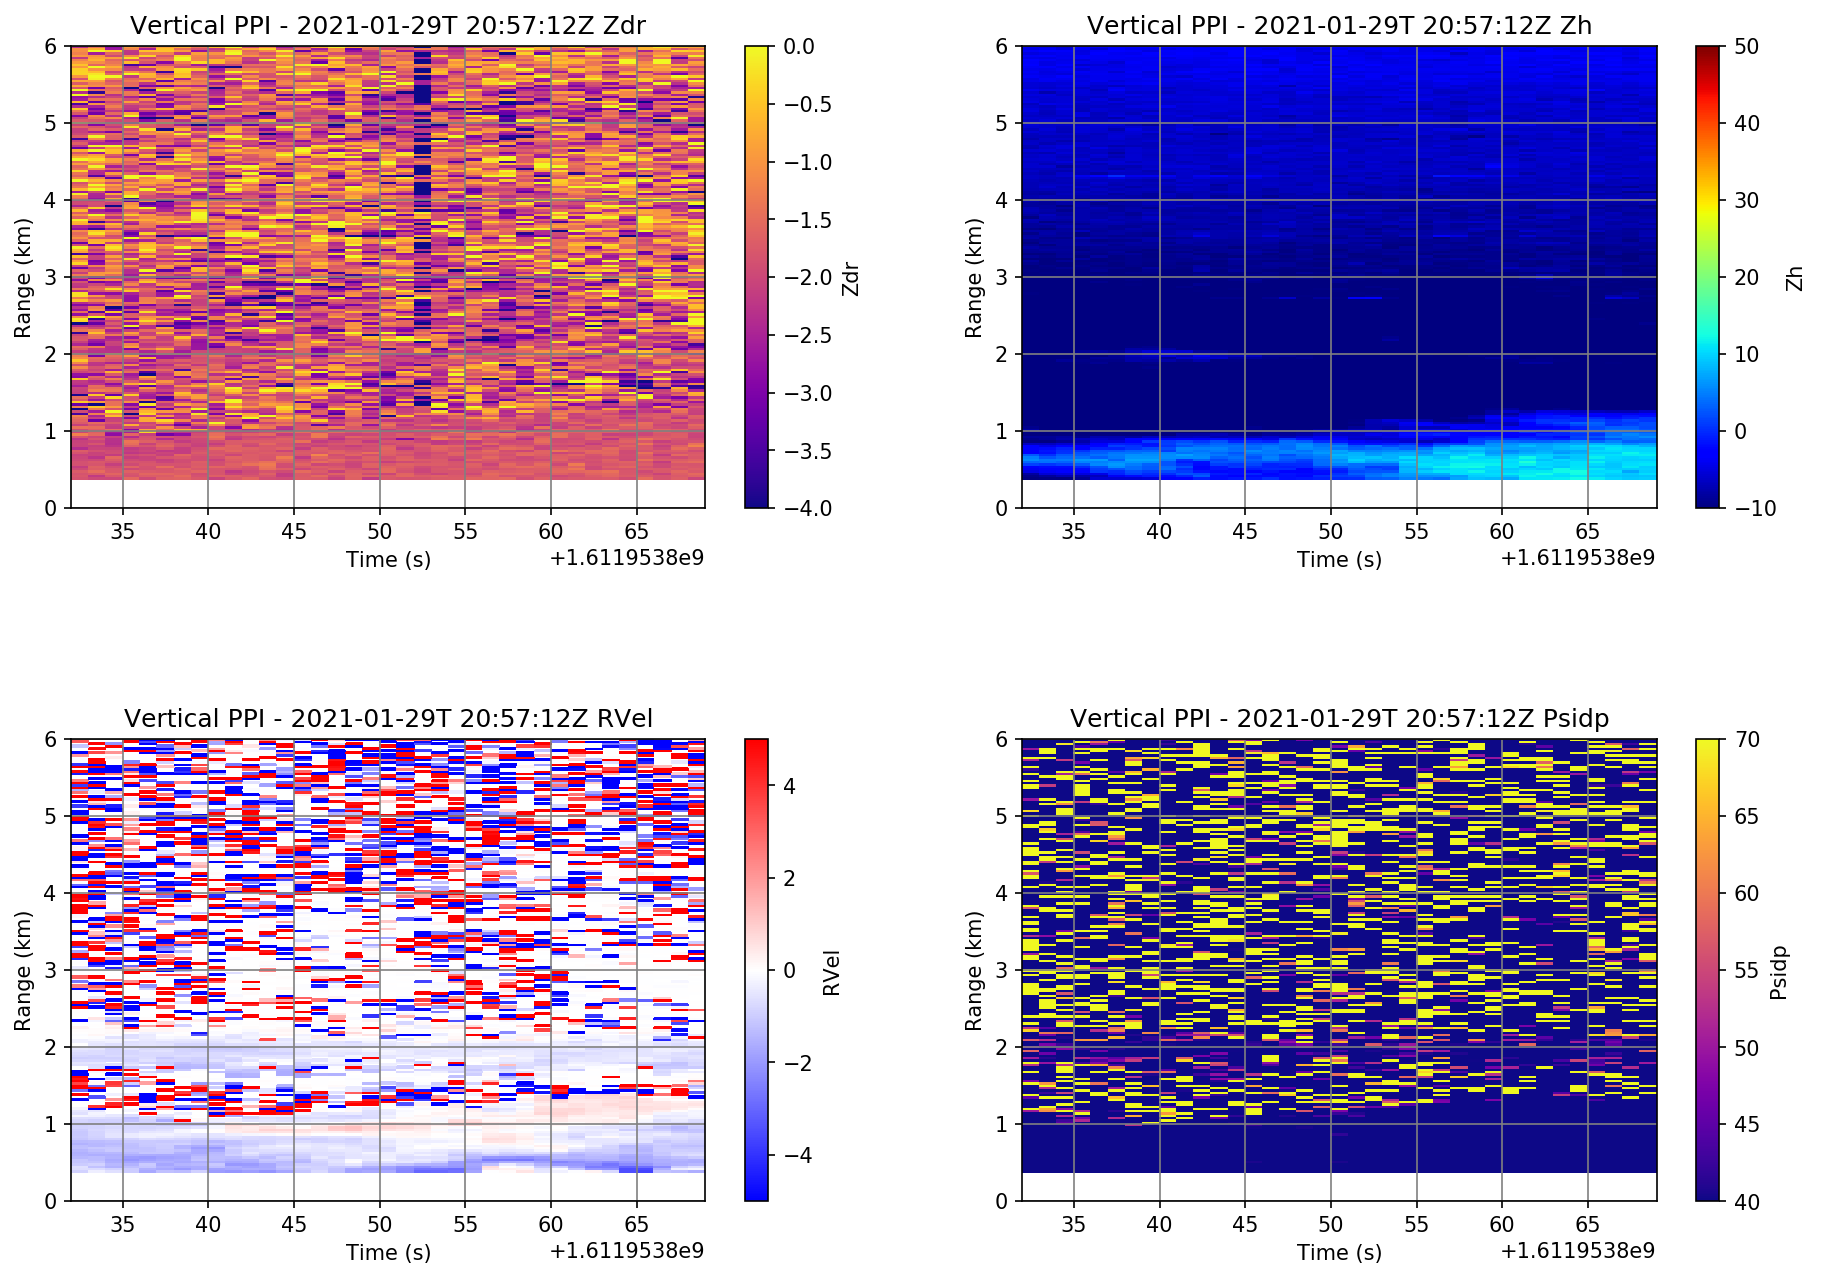 Vertical PPI - 2021-01-29T 20:57:12Z Zdr
6
5
4
3
2
1
0
Range (km)
35 40 45 50 55 60 65
Time (s)
+1.61119538e9
0.0
−0.5
−1.0
−1.5
−2.0
−2.5
−3.0
−3.5
−4.0
Zdr
Vertical PPI - 2021-01-29T 20:57:12Z Zh
6
5
4
3
2
1
0
Range (km)
35 40 45 50 55 60 65
Time (s)
+1.61119538e9
50
40
30
20
10
0
−10
Zh
Vertical PPI - 2021-01-29T 20:57:12Z RVel
6
5
4
3
2
1
0
Range (km)
35 40 45 50 55 60 65
Time (s)
+1.61119538e9
4
2
0
−2
−4
RVel
Vertical PPI - 2021-01-29T 20:57:12Z Psidp
6
5
4
3
2
1
0
Range (km)
35 40 45 50 55 60 65
Time (s)
+1.61119538e9
70
65
60
55
50
45
40
Psidp